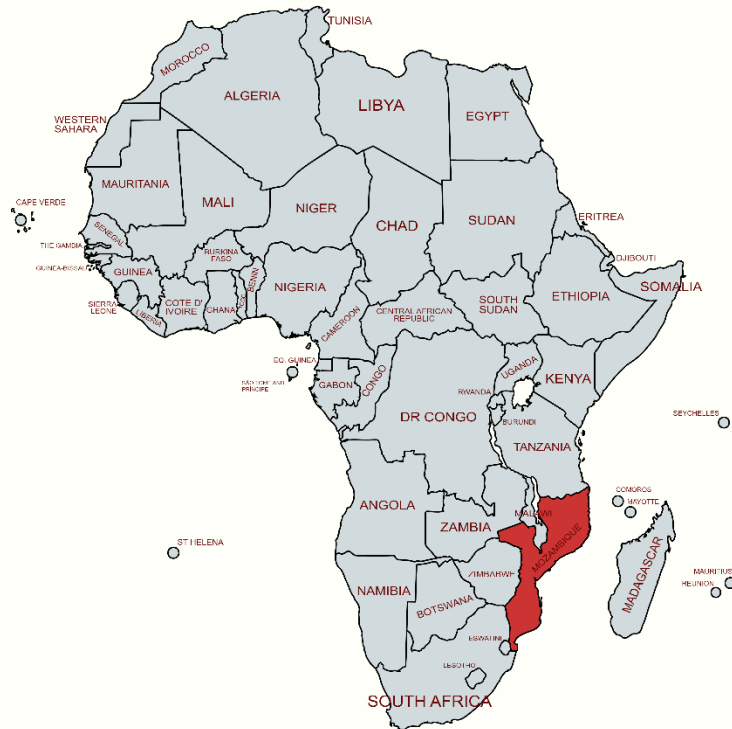 TUNISIA
MOROCCO
ALGERIA
LIBYA
EGYPT
WESTERN
SAHARA
MAURITANIA
MALI
NIGER
CHAD
SUDAN
ERITREA
CAPE VERDE
SENEGAL
THE GAMBIA
GUINEA-BISSAU
GUINEA
BURKINA
FASO
BENIN
NIGERIA
DJIBOUTI
SOMALIA
ETHIOPIA
SOUTH
SUDAN
CENTRAL AFRICAN
REPUBLIC
CAMEROON
SIERRA
LEONE
LIBERIA
COTE D'
IVOIRE
GHANA
EQ. GUINEA
SÃO TOMÉ AND
PRÍNCIPE
GABON
CONGO
DR CONGO
UGANDA
KENYA
RWANDA
BURUNDI
TANZANIA
SEYCHELLES
COMOROS
MAYOTTE
ANGOLA
ZAMBIA
MALAWI
MOZAMBIQUE
ST HELENA
ZIMBABWE
MADAGASCAR
MAURITIUS
REUNION
NAMIBIA
BOTSWANA
ESWATINI
LESOTHO
SOUTH AFRICA